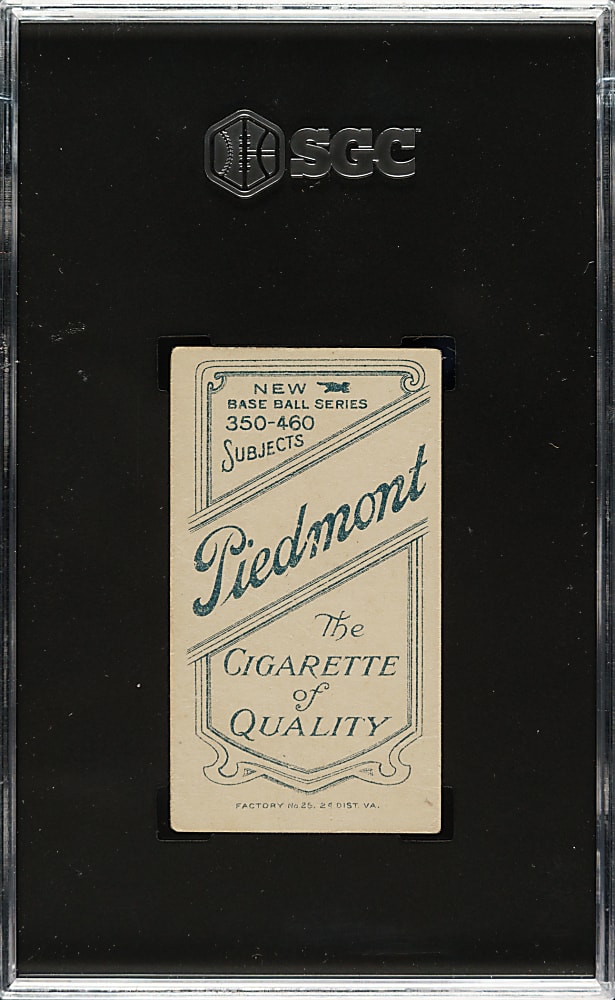 SGC
NEW
BASE BALL SERIES
350-460
SUBJECTS
Piedmont
The
CIGARETTE
of
QUALITY
FACTORY No 25. 2d DIST. VA.